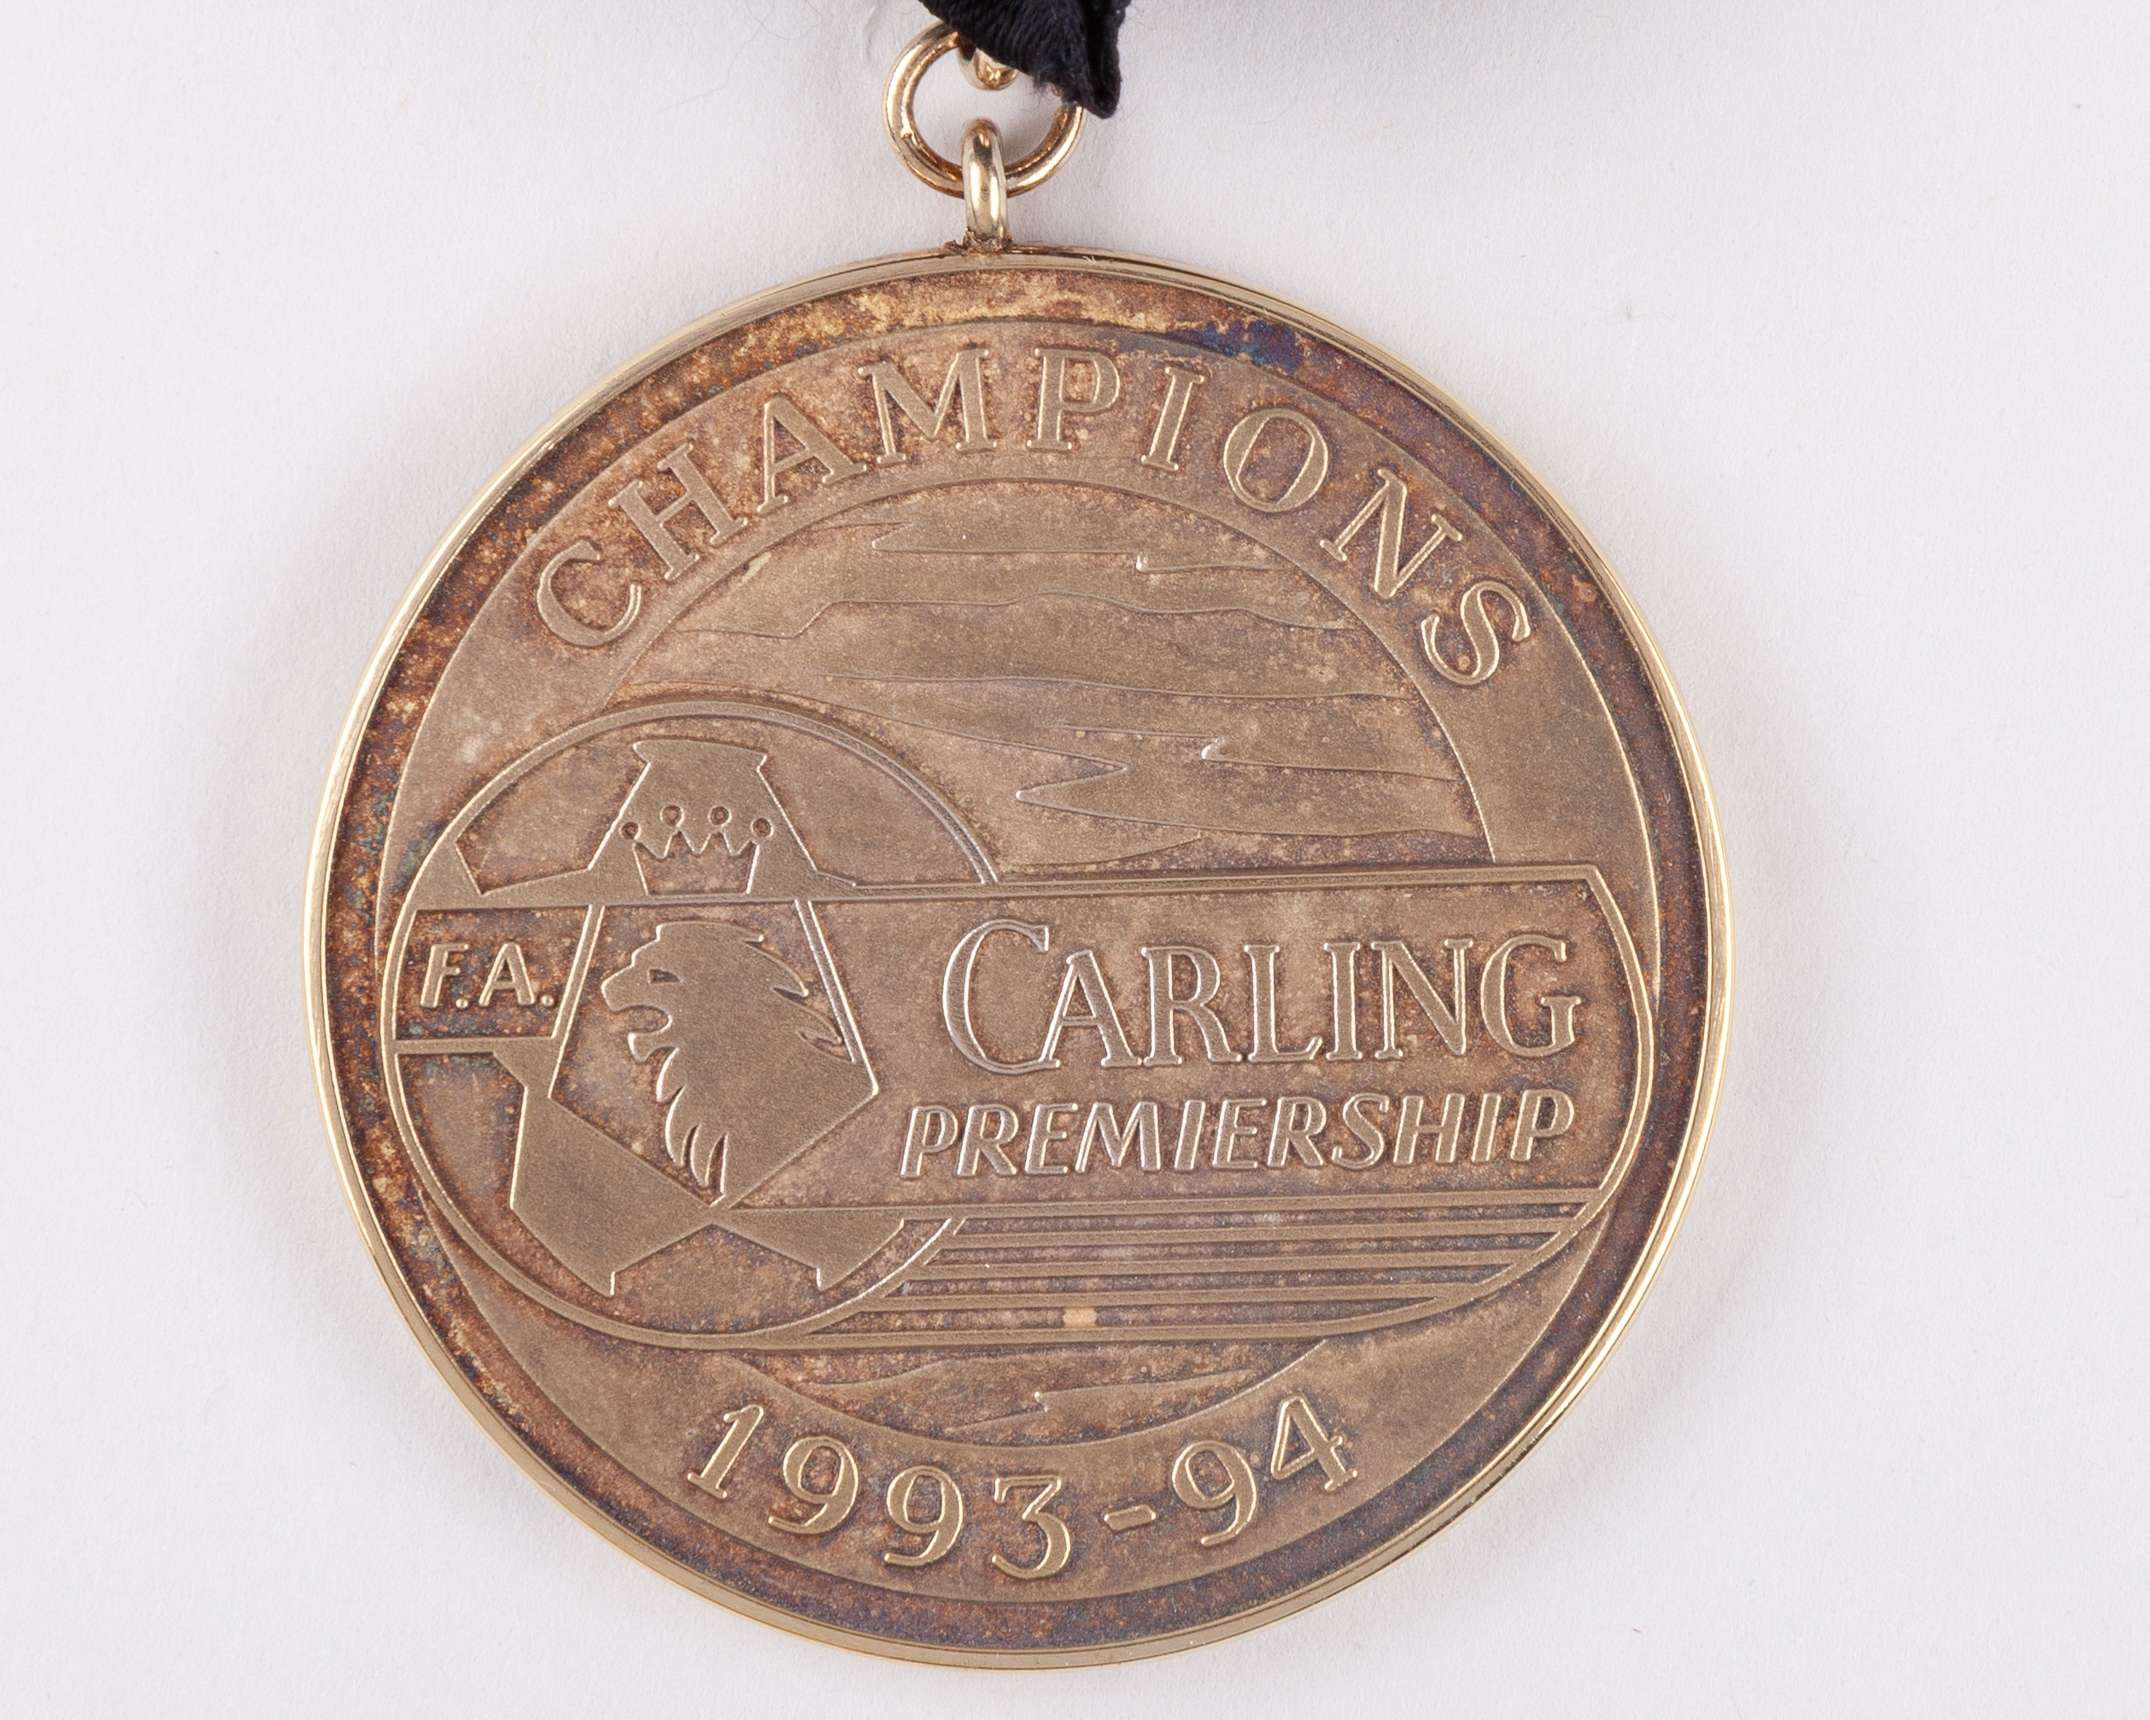 CHAMPIONS
F.A.
CARLING
PREMIERSHIP
1993-94